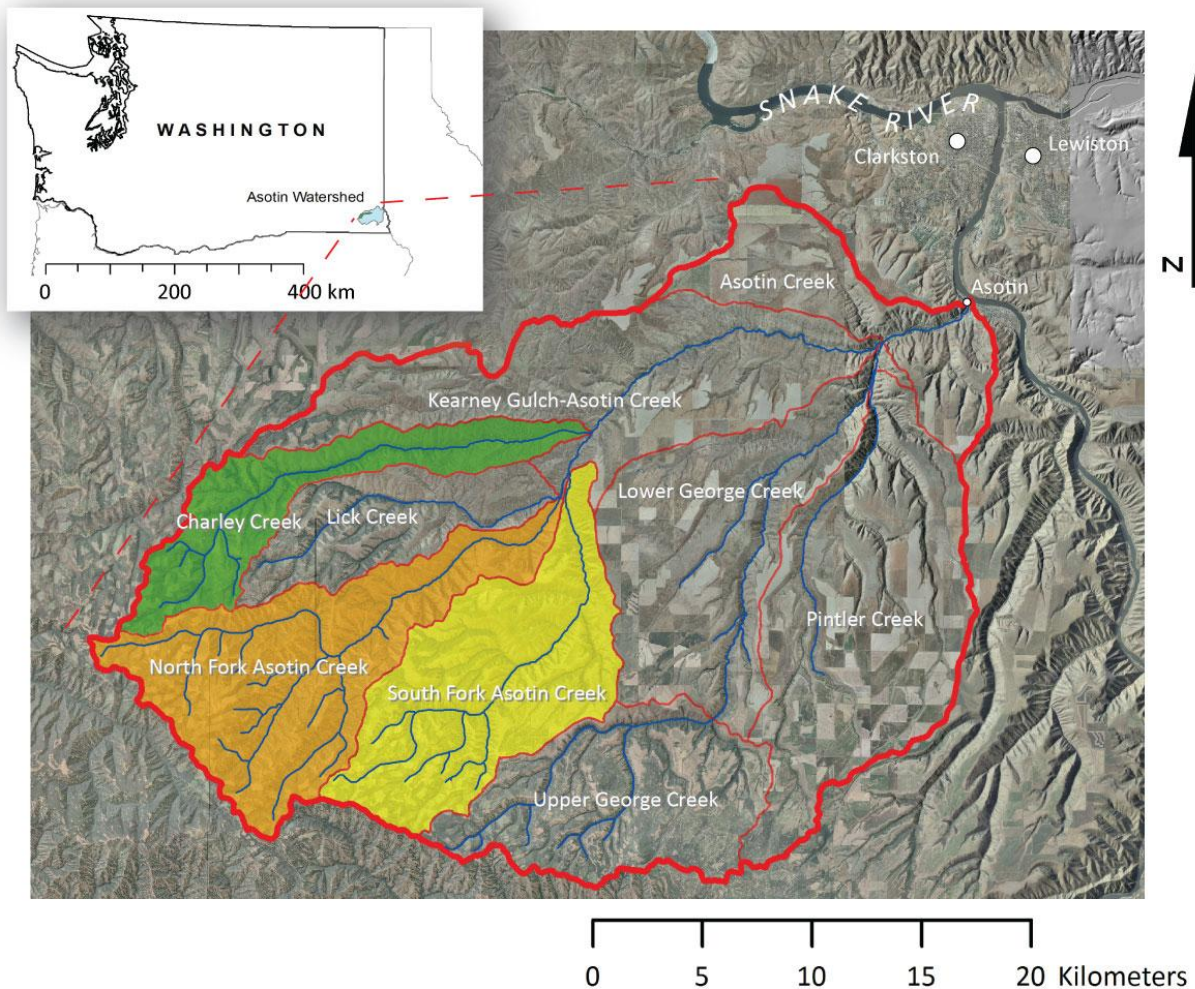 WASHINGTON
Asotin Watershed
0 200 400 km
SNAKE RIVER
Clarkston
Lewiston
N
Asotin
Asotin Creek
Kearney Gulch-Asotin Creek
Lower George Creek
Charley Creek
Lick Creek
Pintler Creek
North Fork Asotin Creek
South Fork Asotin Creek
Upper George Creek
0 5 10 15 20 Kilometers